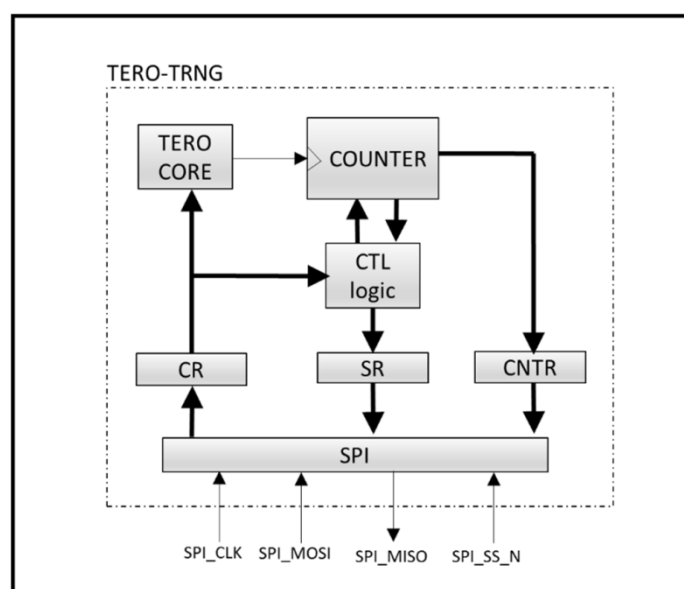 TERO-TRNG
TERO
CORE
COUNTER
CTL
logic
CR
SR
CNTR
SPI
SPI_CLK
SPI_MOSI
SPI_MISO
SPI_SS_N